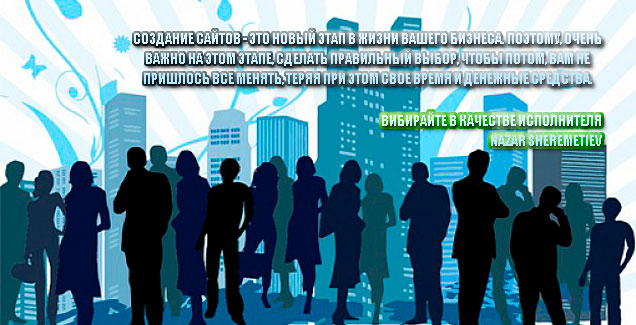 СОЗДАНИЕ САЙТОВ - ЭТО НОВЫЙ ЭТАП В ЖИЗНИ ВАШЕГО БИЗНЕСА. ПОЭТОМУ, ОЧЕНЬ
ВАЖНО НА ЭТОМ ЭТАПЕ, СДЕЛАТЬ ПРАВИЛЬНЫЙ ВЫБОР, ЧТОБЫ ПОТОМ, ВАМ НЕ
ПРИШЛОСЬ ВСЕ МЕНЯТЬ, ТЕРЯЯ ПРИ ЭТОМ СВОЕ ВРЕМЯ И ДЕНЕЖНЫЕ СРЕДСТВА.
ВИБИРАЙТЕ В КАЧЕСТВЕ ИСПОЛНИТЕЛЯ
NAZAR SHEREMETIEV